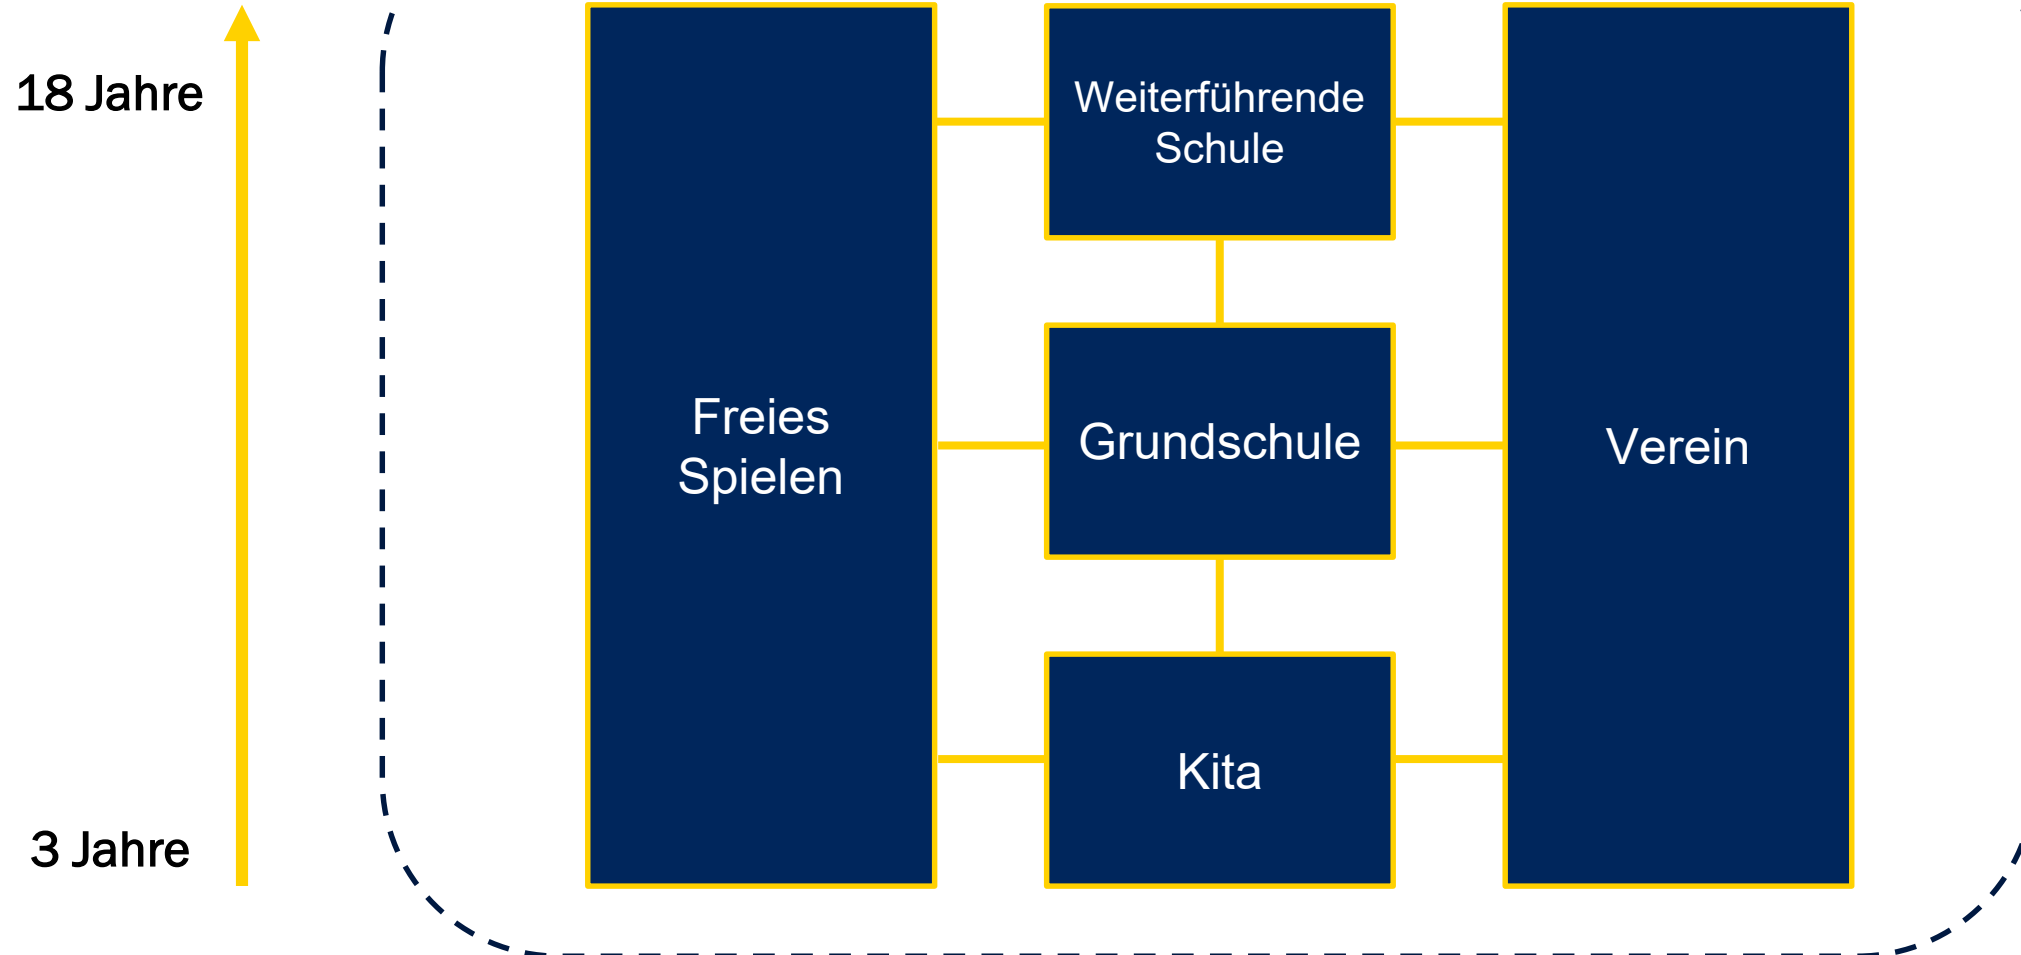 18 Jahre
Weiterführende
Schule
Freies
Spielen
Grundschule
Verein
Kita
3 Jahre